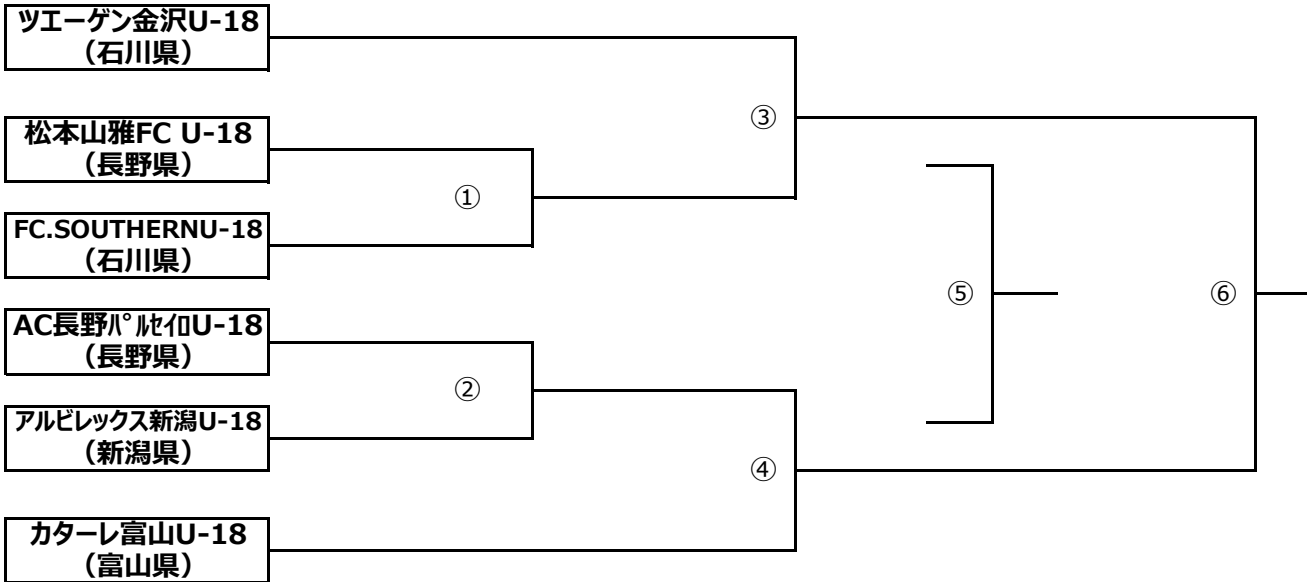 ツエーゲン金沢U-18
（石川県）
③
松本山雅FC U-18
（長野県）
①
FC.SOUTHERNU-18
（石川県）
⑤
⑥
AC長野ﾊﾟﾙｾｲﾛU-18
（長野県）
②
アルビレックス新潟U-18
（新潟県）
④
カターレ富山U-18
（富山県）